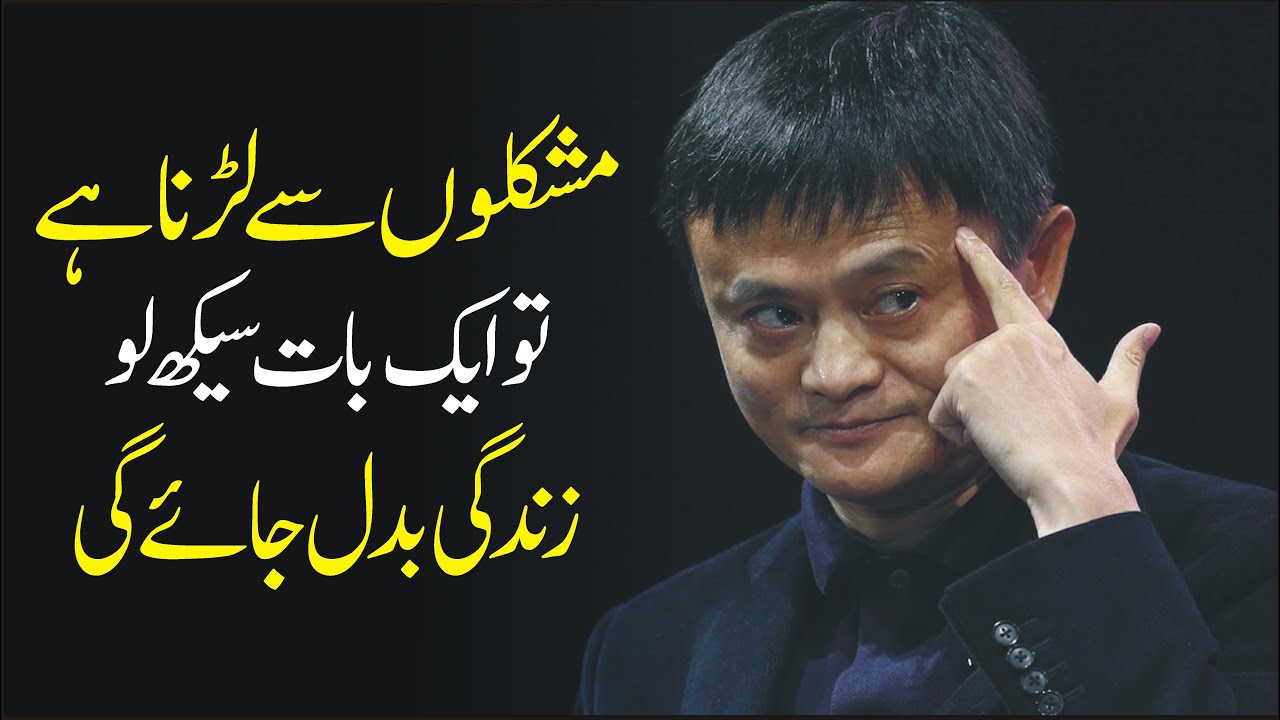 مشکلوں سے لڑنا ہے
تو ایک بات سیکھ لو
زندگی بدل جائے گی